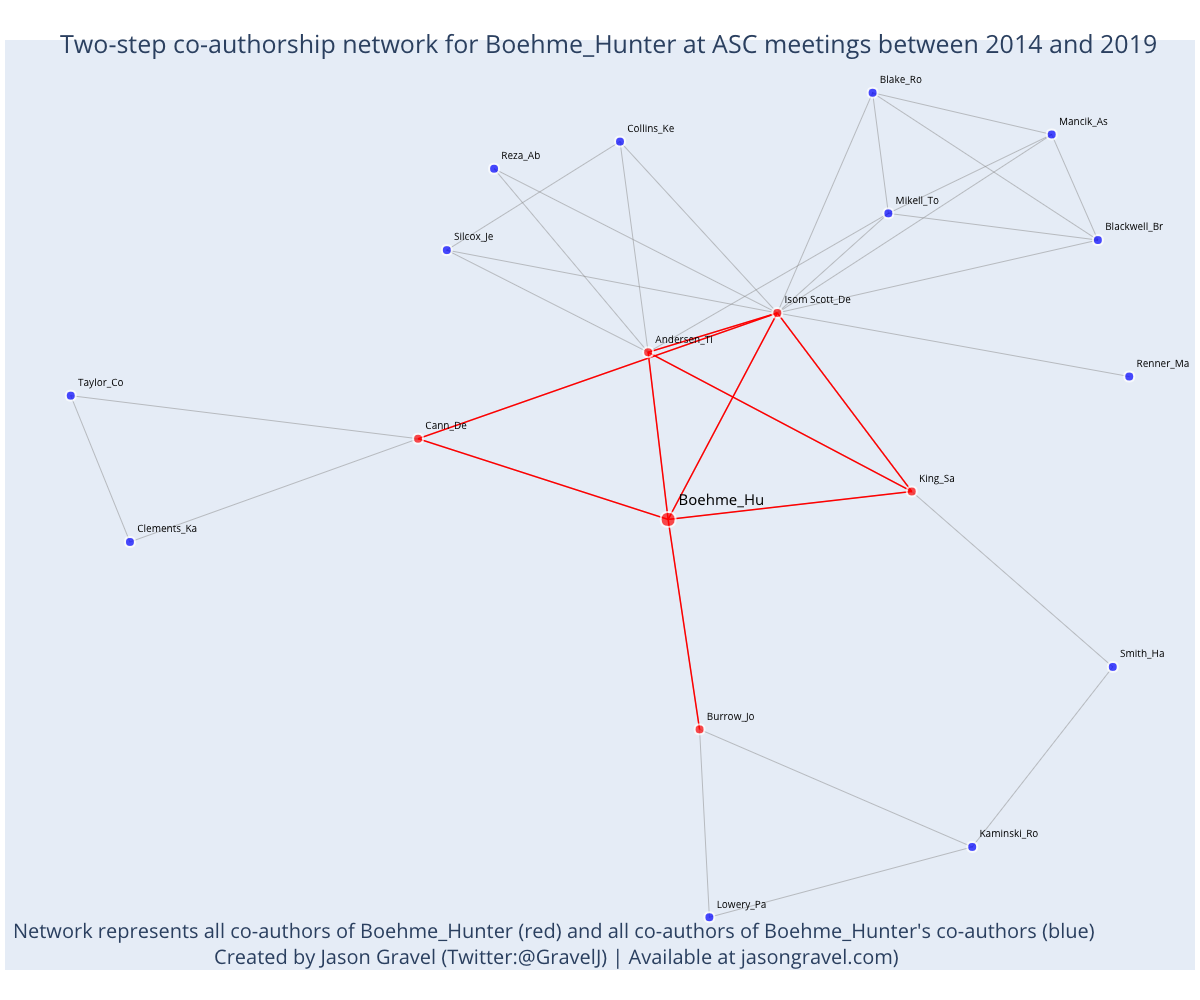 Two-step co-authorship network for Boehme_Hunter at ASC meetings between 2014 and 2019
Blake_Ro
Mancik_As
Collins_Ke
Reza_Ab
Mikell_To
Blackwell_Br
Silcox_Je
Isom Scott_De
Andersen_Ti
Renner_Ma
Taylor_Co
Cann_De
King_Sa
Boehme_Hu
Clements_Ka
Smith_Ha
Burrow_Jo
Kaminski_Ro
Lowery_Pa
Network represents all co-authors of Boehme_Hunter (red) and all co-authors of Boehme_Hunter's co-authors (blue)
Created by Jason Gravel (Twitter:@GravelJ) | Available at jasongravel.com)